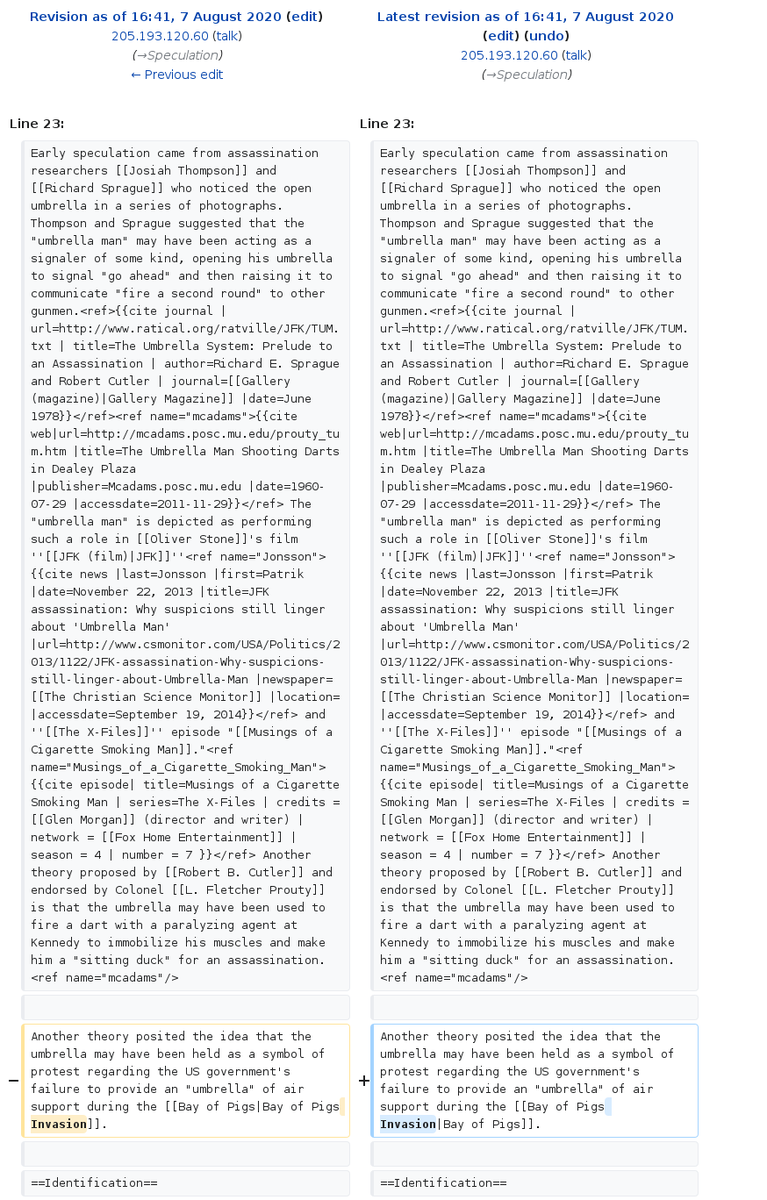 Revision as of 16:41, 7 August 2020 (edit)
205.193.120.60 (talk)
(→Speculation)
← Previous edit
Latest revision as of 16:41, 7 August 2020
(edit) (undo)
205.193.120.60 (talk)
(→Speculation)
Line 23:
Early speculation came from assassination
researchers [[Josiah Thompson]] and
[[Richard Sprague]] who noticed the open
umbrella in a series of photographs.
Thompson and Sprague suggested that the
"umbrella man" may have been acting as a
signaler of some kind, opening his umbrella
to signal "go ahead" and then raising it to
communicate "fire a second round" to other
gunmen.<ref>{{cite journal |
url=http://www.ratical.org/ratville/JFK/TUM.
txt | title=The Umbrella System: Prelude to
an Assassination | author=Richard E. Sprague
and Robert Cutler | journal=[[Gallery
(magazine)|Gallery Magazine]] |date=June
1978}}</ref><ref name="mcadams">{{cite
web|url=http://mcadams.posc.mu.edu/prouty_tu
m.htm |title=The Umbrella Man Shooting Darts
in Dealey Plaza
|publisher=Mcadams.posc.mu.edu |date=1960-
07-29 |accessdate=2011-11-29}}</ref> The
"umbrella man" is depicted as performing
such a role in [[Oliver Stone]]'s film
''[[JFK (film)|JFK]]''<ref name="Jonsson">
{{cite news |last=Jonsson |first=Patrik
|date=November 22, 2013 |title=JFK
assassination: Why suspicions still linger
about 'Umbrella Man'
|url=http://www.csmonitor.com/USA/Politics/2
013/1122/JFK-assassination-Why-suspicions-
still-linger-about-Umbrella-Man |newspaper=
[[The Christian Science Monitor]] |location=
|accessdate=September 19, 2014}}</ref> and
''[[The X-Files]]'' episode "[[Musings of a
Cigarette Smoking Man]]."<ref
name="Musings_of_a_Cigarette_Smoking_Man">
{{cite episode| title=Musings of a Cigarette
Smoking Man | series=The X-Files | credits =
[[Glen Morgan]] (director and writer) |
network = [[Fox Home Entertainment]] |
season = 4 | number = 7 }}</ref> Another
theory proposed by [[Robert B. Cutler]] and
endorsed by Colonel [[L. Fletcher Prouty]]
is that the umbrella may have been used to
fire a dart with a paralyzing agent at
Kennedy to immobilize his muscles and make
him a "sitting duck" for an assassination.
<ref name="mcadams"/>
−
Another theory posited the idea that the
umbrella may have been held as a symbol of
protest regarding the US government's
failure to provide an "umbrella" of air
support during the [[Bay of Pigs|Bay of Pigs
Invasion]].
==Identification==
Line 23:
Early speculation came from assassination
researchers [[Josiah Thompson]] and
[[Richard Sprague]] who noticed the open
umbrella in a series of photographs.
Thompson and Sprague suggested that the
"umbrella man" may have been acting as a
signaler of some kind, opening his umbrella
to signal "go ahead" and then raising it to
communicate "fire a second round" to other
gunmen.<ref>{{cite journal |
url=http://www.ratical.org/ratville/JFK/TUM.
txt | title=The Umbrella System: Prelude to
an Assassination | author=Richard E. Sprague
and Robert Cutler | journal=[[Gallery
(magazine)|Gallery Magazine]] |date=June
1978}}</ref><ref name="mcadams">{{cite
web|url=http://mcadams.posc.mu.edu/prouty_tu
m.htm |title=The Umbrella Man Shooting Darts
in Dealey Plaza
|publisher=Mcadams.posc.mu.edu |date=1960-
07-29 |accessdate=2011-11-29}}</ref> The
"umbrella man" is depicted as performing
such a role in [[Oliver Stone]]'s film
''[[JFK (film)|JFK]]''<ref name="Jonsson">
{{cite news |last=Jonsson |first=Patrik
|date=November 22, 2013 |title=JFK
assassination: Why suspicions still linger
about 'Umbrella Man'
|url=http://www.csmonitor.com/USA/Politics/2
013/1122/JFK-assassination-Why-suspicions-
still-linger-about-Umbrella-Man |newspaper=
[[The Christian Science Monitor]] |location=
|accessdate=September 19, 2014}}</ref> and
''[[The X-Files]]'' episode "[[Musings of a
Cigarette Smoking Man]]."<ref
name="Musings_of_a_Cigarette_Smoking_Man">
{{cite episode| title=Musings of a Cigarette
Smoking Man | series=The X-Files | credits =
[[Glen Morgan]] (director and writer) |
network = [[Fox Home Entertainment]] |
season = 4 | number = 7 }}</ref> Another
theory proposed by [[Robert B. Cutler]] and
endorsed by Colonel [[L. Fletcher Prouty]]
is that the umbrella may have been used to
fire a dart with a paralyzing agent at
Kennedy to immobilize his muscles and make
him a "sitting duck" for an assassination.
<ref name="mcadams"/>
+
Another theory posited the idea that the
umbrella may have been held as a symbol of
protest regarding the US government's
failure to provide an "umbrella" of air
support during the [[Bay of Pigs
Invasion|Bay of Pigs]].
==Identification==